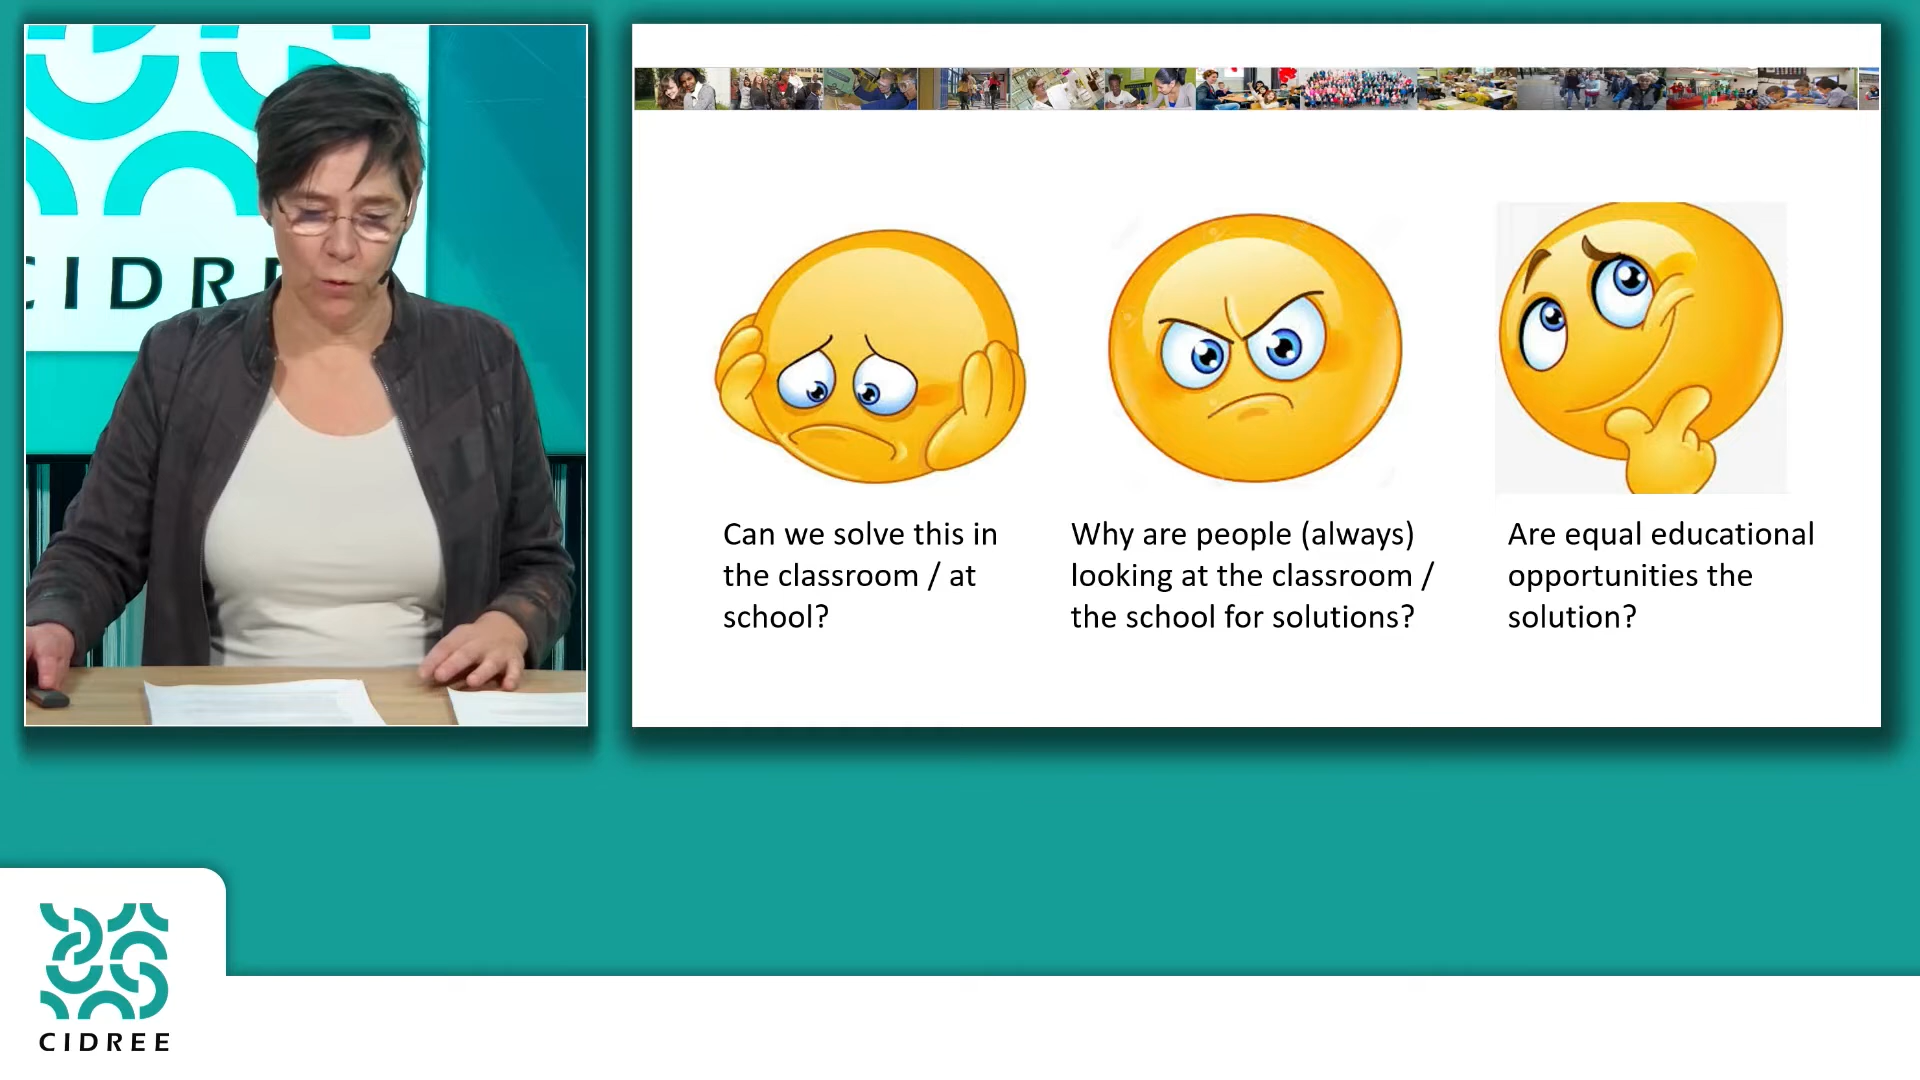 CIDRE
Can we solve this in
the classroom / at
school?
Why are people (always)
looking at the classroom /
the school for solutions?
Are equal educational
opportunities the
solution?
CIDREE